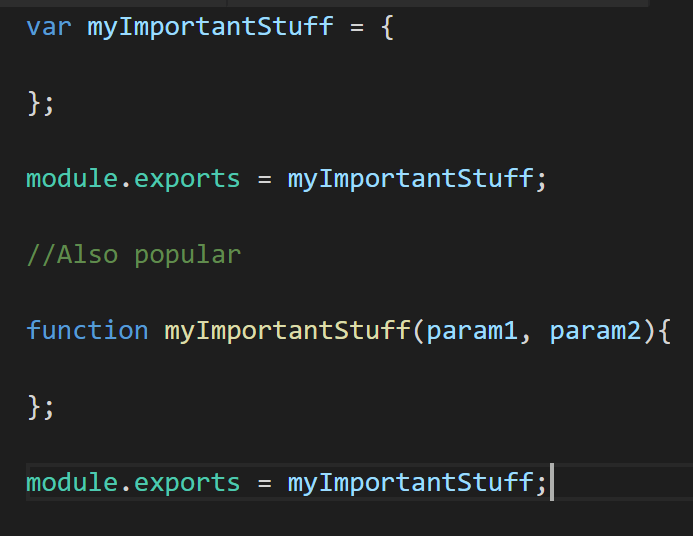 var myImportantStuff = {
};
module.exports = myImportantStuff;
//Also popular
function myImportantStuff(param1, param2){
};
module.exports = myImportantStuff;